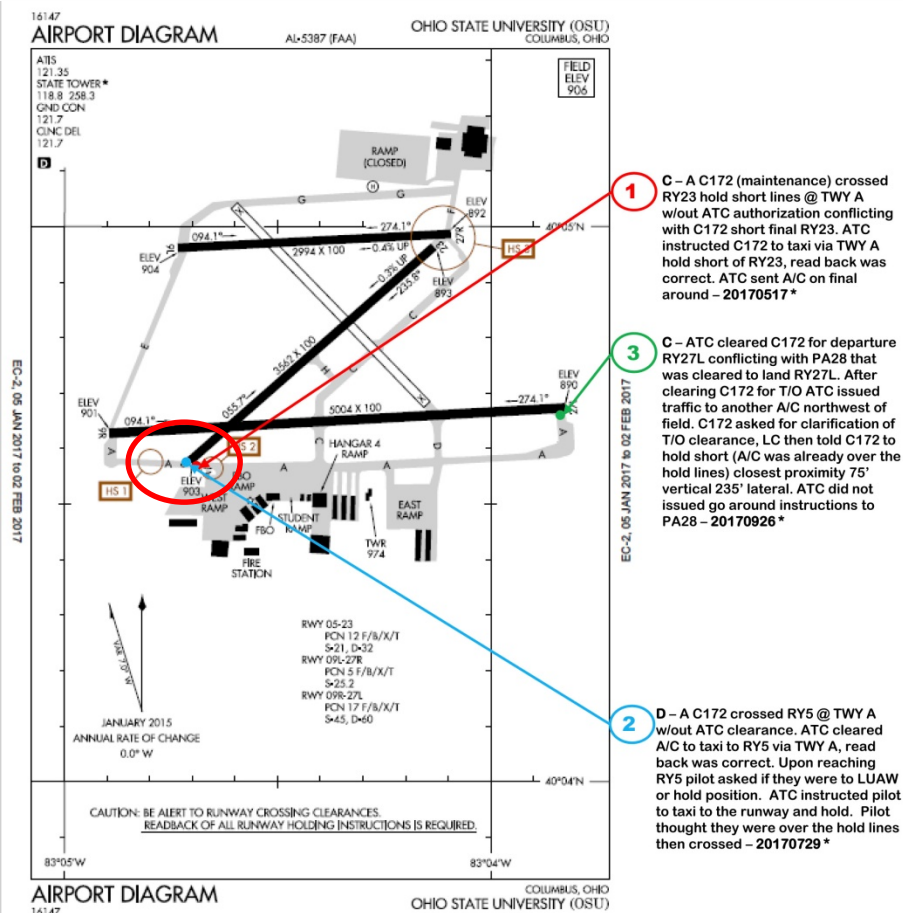 16147
AIRPORT DIAGRAM
AL-5387 (FAA)
OHIO STATE UNIVERSITY (OSU)
COLUMBUS, OHIO
ATIS
121.35
STATE TOWER★
118.8 258.3
GND CON
121.7
CLNC DEL
121.7
D
FIELD
ELEV
906
RAMP
(CLOSED)
H
G
G
F
X
ELEV
892
274.1°
27R
094.1°
9L
2994 X 100
0.4% UP
ELEV
904
HS 3
23
ELEV
893
0.3% UP
235.8°
40°05'N
C
E
H
3562 X 100
055.7°
X
5004 X 100
274.1°
ELEV
890
27L
ELEV
901
9R
094.1°
A
A
HS 1
HS 2
ELEV
903
C
A
A
D
A
A
HANGAR 4
RAMP
FBO
RAMP
WEST
RAMP
FBO
STUDENT
RAMP
EAST
RAMP
TWR
974
FIRE
STATION
RWY 05-23
PCN 12 F/B/X/T
S-21, D-32
RWY 09L-27R
PCN 5 F/B/X/T
S-25.2
RWY 09R-27L
PCN 17 F/B/X/T
S-45, D-60
VAR 7.0° W
JANUARY 2015
ANNUAL RATE OF CHANGE
0.0° W
40°04'N
CAUTION: BE ALERT TO RUNWAY CROSSING CLEARANCES.
READBACK OF ALL RUNWAY HOLDING INSTRUCTIONS IS REQUIRED.
83°05'W
83°04'W
AIRPORT DIAGRAM
16147
COLUMBUS, OHIO
OHIO STATE UNIVERSITY (OSU)
EC-2, 05 JAN 2017 to 02 FEB 2017
EC-2, 05 JAN 2017 to 02 FEB 2017
1
C – A C172 (maintenance) crossed
RY23 hold short lines @ TWY A
w/out ATC authorization conflicting
with C172 short final RY23. ATC
instructed C172 to taxi via TWY A
hold short of RY23, read back was
correct. ATC sent A/C on final
around – 20170517 *
3
C – ATC cleared C172 for departure
RY27L conflicting with PA28 that
was cleared to land RY27L. After
clearing C172 for T/O ATC issued
traffic to another A/C northwest of
field. C172 asked for clarification of
T/O clearance, LC then told C172 to
hold short (A/C was already over the
hold lines) closest proximity 75'
vertical 235' lateral. ATC did not
issued go around instructions to
PA28 – 20170926 *
2
D – A C172 crossed RY5 @ TWY A
w/out ATC clearance. ATC cleared
A/C to taxi to RY5 via TWY A, read
back was correct. Upon reaching
RY5 pilot asked if they were to LUAW
or hold position. ATC instructed pilot
to taxi to the runway and hold. Pilot
thought they were over the hold lines
then crossed – 20170729 *